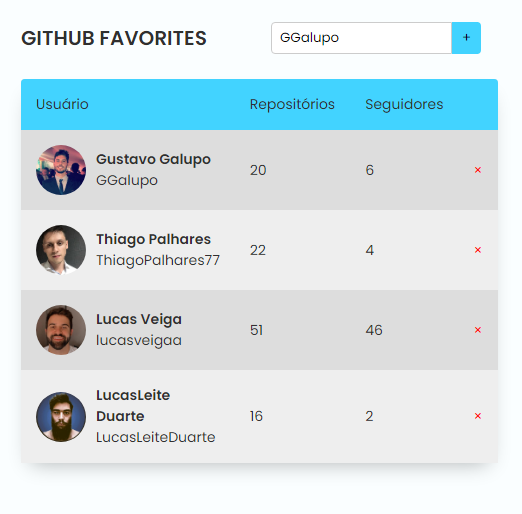 GITHUB FAVORITES
GGalupo +
Usuário Repositórios Seguidores
Gustavo Galupo
GGalupo
20 6 ×
Thiago Palhares
ThiagoPalhares77
22 4 ×
Lucas Veiga
lucasveigaa
51 46 ×
LucasLeite
Duarte
LucasLeiteDuarte
16 2 ×